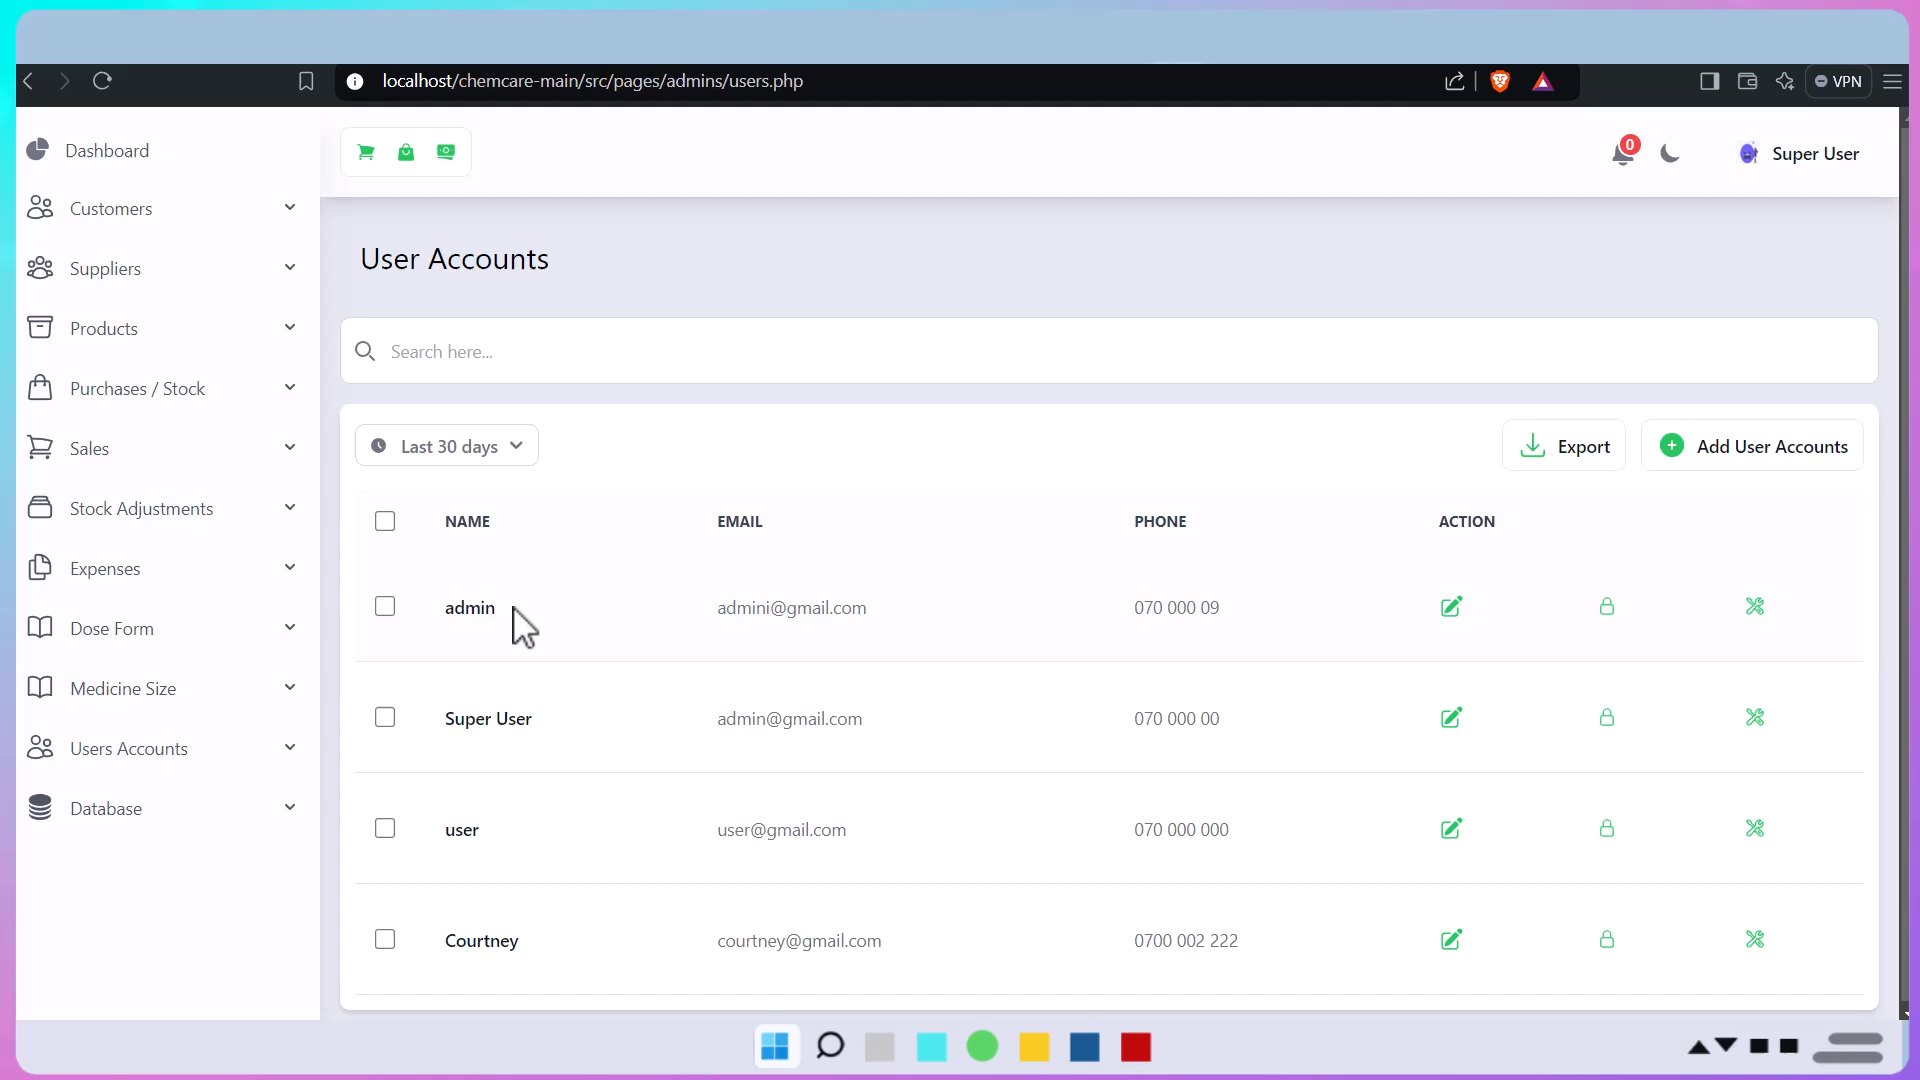 localhost/chemcare-main/src/pages/admins/users.php
VPN
Dashboard
Customers
Suppliers
Products
Purchases / Stock
Sales
Stock Adjustments
Expenses
Dose Form
Medicine Size
Users Accounts
Database
0
Super User
User Accounts
Search here...
Last 30 days
Export
Add User Accounts
NAME EMAIL PHONE ACTION
admin admini@gmail.com 070 000 09
Super User admin@gmail.com 070 000 00
user user@gmail.com 070 000 000
Courtney courtney@gmail.com 0700 002 222